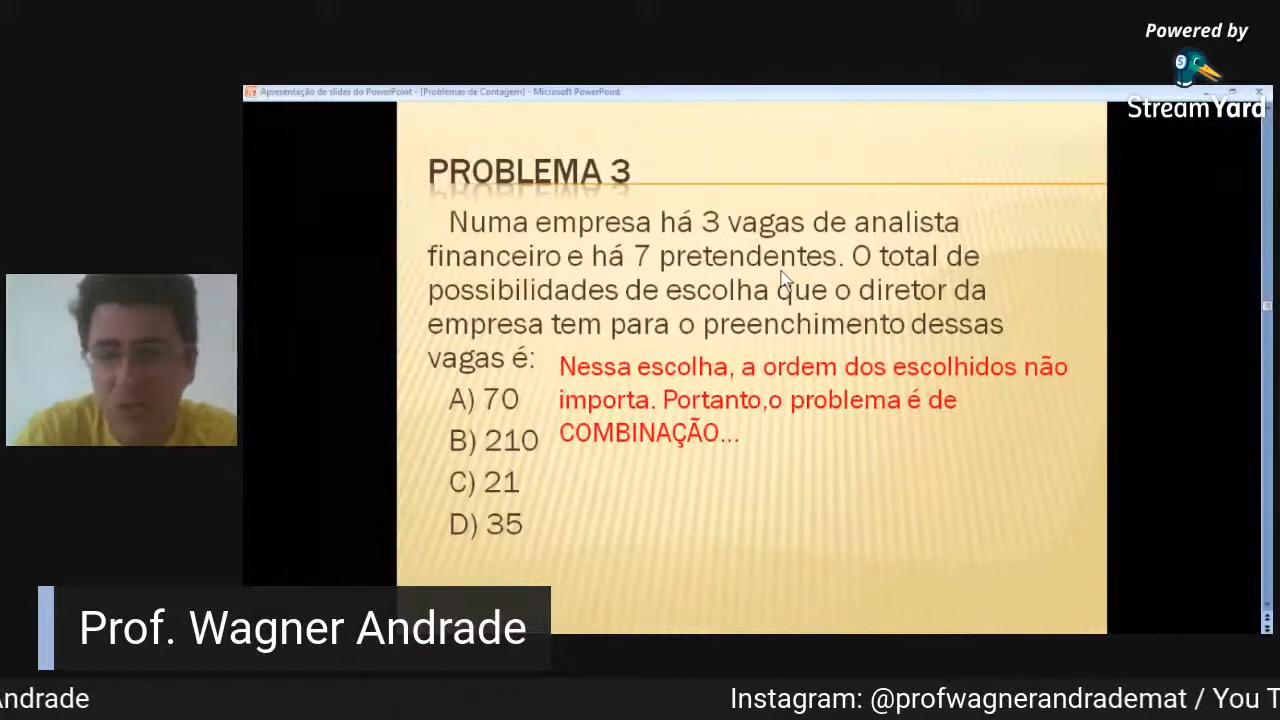 Powered by
StreamYard
Apresentação de slides do PowerPoint - [Problemas de Contagem] - Microsoft PowerPoint
PROBLEMA 3
Numa empresa há 3 vagas de analista
financeiro e há 7 pretendentes. O total de
possibilidades de escolha que o diretor da
empresa tem para o preenchimento dessas
vagas é:
Nessa escolha, a ordem dos escolhidos não
importa. Portanto,o problema é de
COMBINAÇÃO...
A) 70
B) 210
C) 21
D) 35
Prof. Wagner Andrade
Andrade
Instagram: @profwagnerandrademat / You T